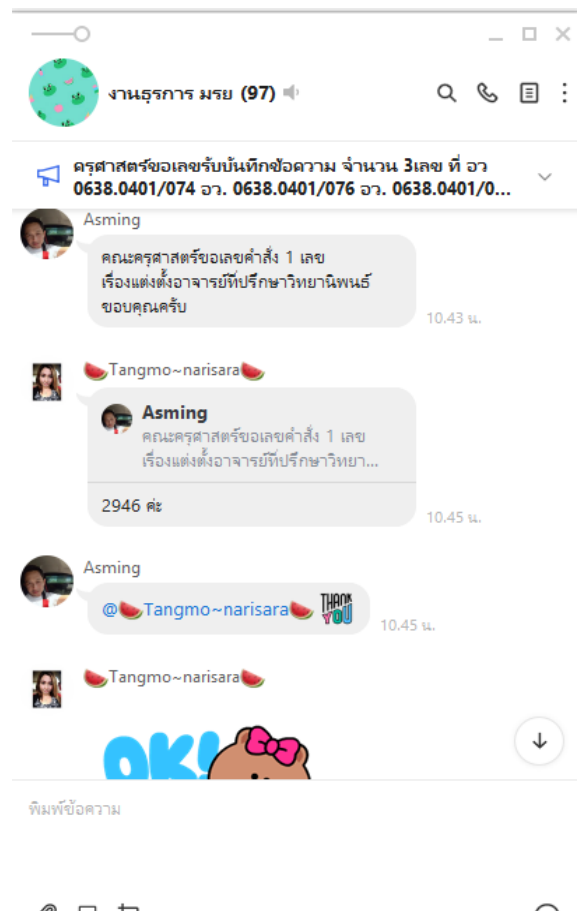 งานธุรการ มรย (97)
ครุศาสตร์ขอเลขรับบันทึกข้อความ จำนวน 3เลข ที่ อว
0638.0401/074 อว. 0638.0401/076 อว. 0638.0401/0...
Asming
คณะครุศาสตร์ขอเลขคำสั่ง 1 เลข
เรื่องแต่งตั้งอาจารย์ที่ปรึกษาวิทยานิพนธ์
ขอบคุณครับ
10.43 น.
🍉Tangmo~narisara🍉
Asming
คณะครุศาสตร์ขอเลขคำสั่ง 1 เลข
เรื่องแต่งตั้งอาจารย์ที่ปรึกษาวิทยา...
2946 ค่ะ
10.45 น.
Asming
@🍉Tangmo~narisara🍉 THANK YOU
10.45 น.
🍉Tangmo~narisara🍉
OK!
พิมพ์ข้อความ